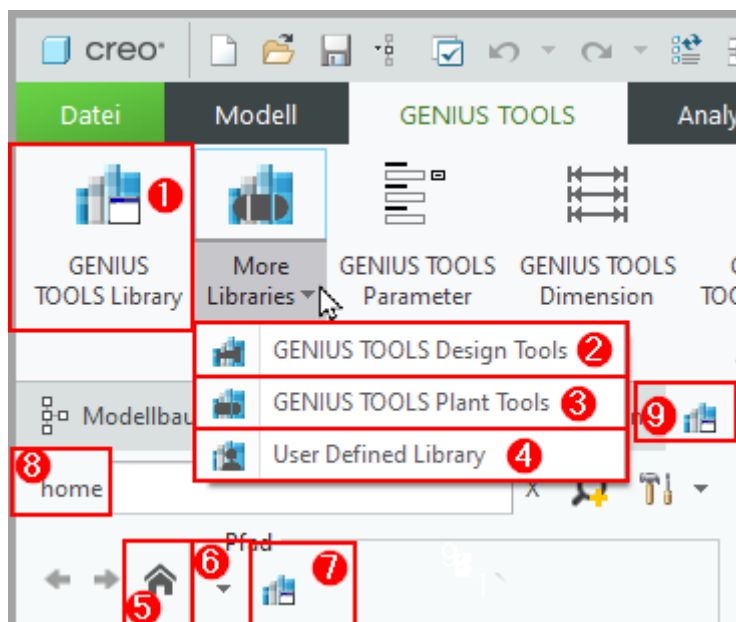 creo
Datei Modell GENIUS TOOLS Analy
1
GENIUS TOOLS Library
More Libraries
GENIUS TOOLS Parameter
GENIUS TOOLS Dimension
GENIUS TOOLS Design Tools 2
GENIUS TOOLS Plant Tools 3
User Defined Library 4
Modellbau
9
8
home
X
Pfad
5
6
7